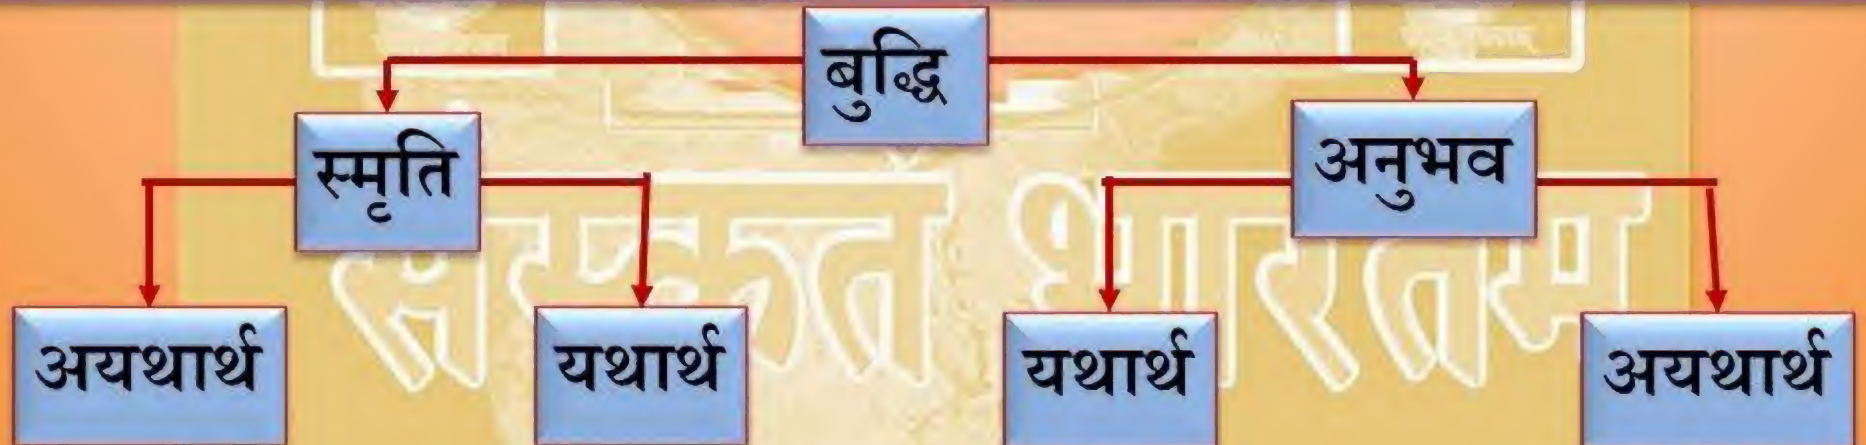 बुद्धि
स्मृति
अनुभव
अयथार्थ
यथार्थ
यथार्थ
अयथार्थ